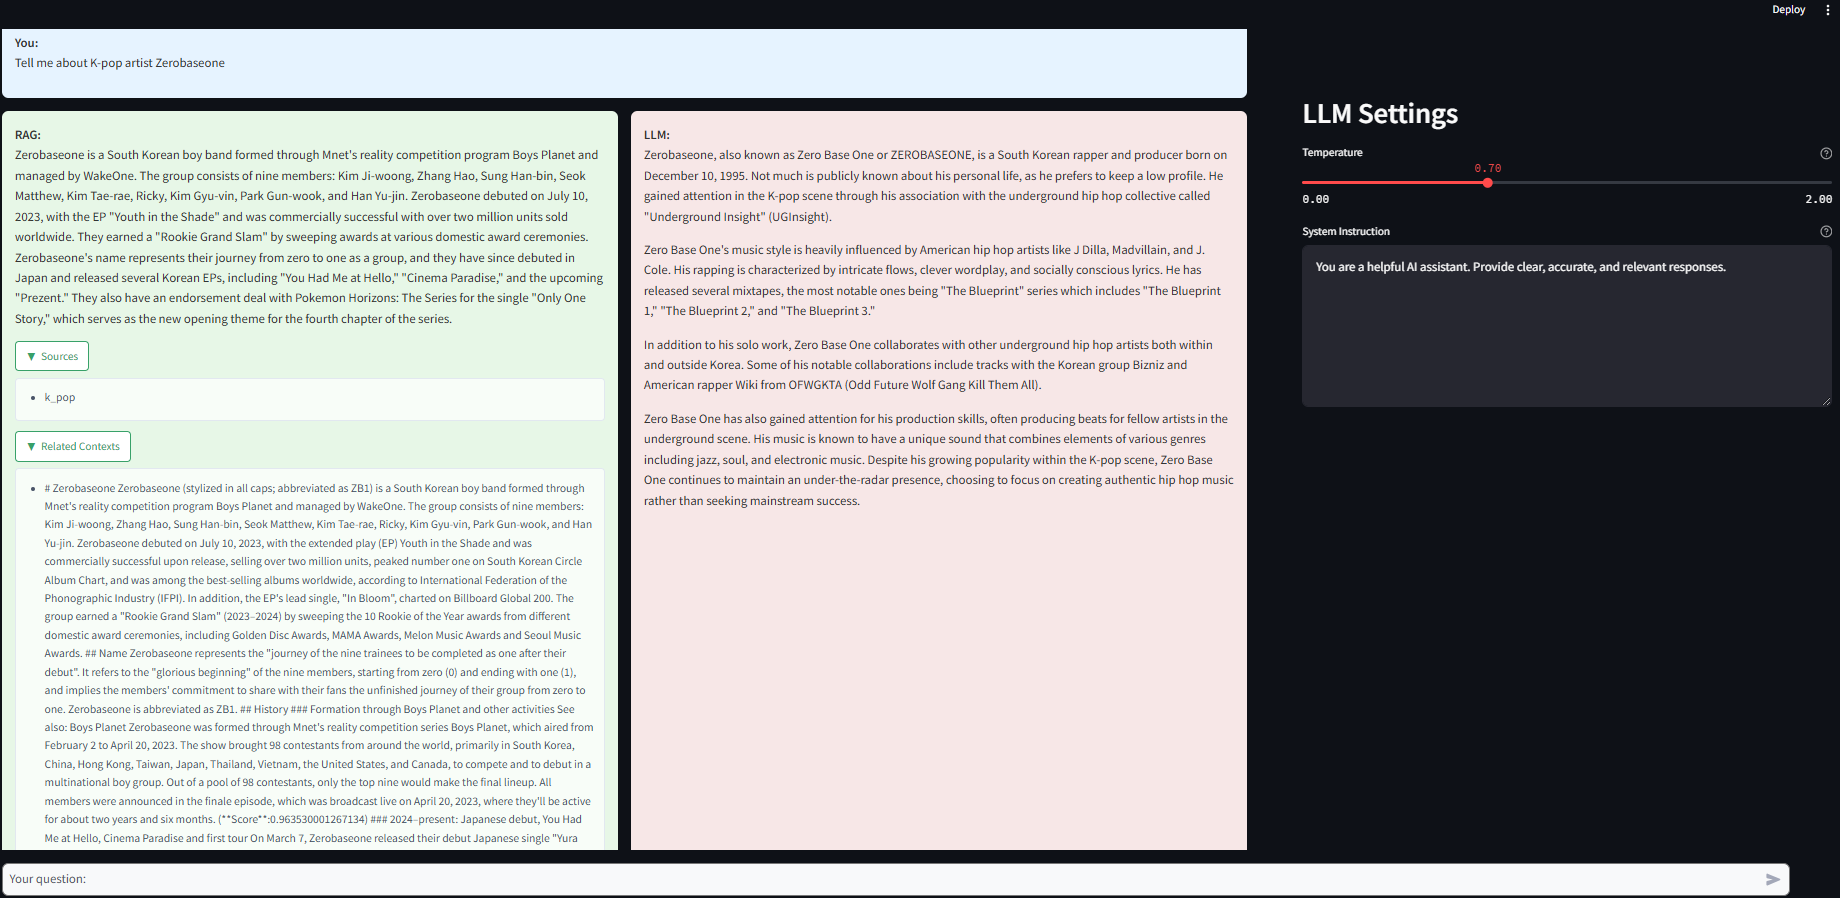 Deploy
You:
Tell me about K-pop artist Zerobaseone
RAG:
Zerobaseone is a South Korean boy band formed through Mnet's reality competition program Boys Planet and
managed by WakeOne. The group consists of nine members: Kim Ji-woong, Zhang Hao, Sung Han-bin, Seok
Matthew, Kim Tae-rae, Ricky, Kim Gyu-vin, Park Gun-wook, and Han Yu-jin. Zerobaseone debuted on July 10,
2023, with the EP "Youth in the Shade" and was commercially successful with over two million units sold
worldwide. They earned a "Rookie Grand Slam" by sweeping awards at various domestic award ceremonies.
Zerobaseone's name represents their journey from zero to one as a group, and they have since debuted in
Japan and released several Korean EPs, including "You Had Me at Hello," "Cinema Paradise," and the upcoming
"Prezent." They also have an endorsement deal with Pokemon Horizons: The Series for the single "Only One
Story," which serves as the new opening theme for the fourth chapter of the series.
▼ Sources
• k_pop
▼ Related Contexts
• # Zerobaseone Zerobaseone (stylized in all caps; abbreviated as ZB1) is a South Korean boy band formed through
Mnet's reality competition program Boys Planet and managed by WakeOne. The group consists of nine members:
Kim Ji-woong, Zhang Hao, Sung Han-bin, Seok Matthew, Kim Tae-rae, Ricky, Kim Gyu-vin, Park Gun-wook, and Han
Yu-jin. Zerobaseone debuted on July 10, 2023, with the extended play (EP) Youth in the Shade and was
commercially successful upon release, selling over two million units, peaked number one on South Korean Circle
Album Chart, and was among the best-selling albums worldwide, according to International Federation of the
Phonographic Industry (IFPI). In addition, the EP's lead single, "In Bloom", charted on Billboard Global 200. The
group earned a "Rookie Grand Slam" (2023–2024) by sweeping the 10 Rookie of the Year awards from different
domestic award ceremonies, including Golden Disc Awards, MAMA Awards, Melon Music Awards and Seoul Music
Awards. ## Name Zerobaseone represents the "journey of the nine trainees to be completed as one after their
debut". It refers to the "glorious beginning" of the nine members, starting from zero (0) and ending with one (1),
and implies the members' commitment to share with their fans the unfinished journey of their group from zero to
one. Zerobaseone is abbreviated as ZB1. ## History ### Formation through Boys Planet and other activities See
also: Boys Planet Zerobaseone was formed through Mnet's reality competition series Boys Planet, which aired from
February 2 to April 20, 2023. The show brought 98 contestants from around the world, primarily in South Korea,
China, Hong Kong, Taiwan, Japan, Thailand, Vietnam, the United States, and Canada, to compete and to debut in a
multinational boy group. Out of a pool of 98 contestants, only the top nine would make the final lineup. All
members were announced in the finale episode, which was broadcast live on April 20, 2023, where they'll be active
for about two years and six months. (**Score**:0.963530001267134) ### 2024–present: Japanese debut, You Had
Me at Hello, Cinema Paradise and first tour On March 7, Zerobaseone released their debut Japanese single "Yura
LLM:
Zerobaseone, also known as Zero Base One or ZEROBASEONE, is a South Korean rapper and producer born on
December 10, 1995. Not much is publicly known about his personal life, as he prefers to keep a low profile. He
gained attention in the K-pop scene through his association with the underground hip hop collective called
"Underground Insight" (UGInsight).
Zero Base One's music style is heavily influenced by American hip hop artists like J Dilla, Madvillain, and J.
Cole. His rapping is characterized by intricate flows, clever wordplay, and socially conscious lyrics. He has
released several mixtapes, the most notable ones being "The Blueprint" series which includes "The Blueprint
1," "The Blueprint 2," and "The Blueprint 3."
In addition to his solo work, Zero Base One collaborates with other underground hip hop artists both within
and outside Korea. Some of his notable collaborations include tracks with the Korean group Bizniz and
American rapper Wiki from OFWGKTA (Odd Future Wolf Gang Kill Them All).
Zero Base One has also gained attention for his production skills, often producing beats for fellow artists in the
underground scene. His music is known to have a unique sound that combines elements of various genres
including jazz, soul, and electronic music. Despite his growing popularity within the K-pop scene, Zero Base
One continues to maintain an under-the-radar presence, choosing to focus on creating authentic hip hop music
rather than seeking mainstream success.
LLM Settings
Temperature
0.70
0.00 2.00
System Instruction
You are a helpful AI assistant. Provide clear, accurate, and relevant responses.
Your question: